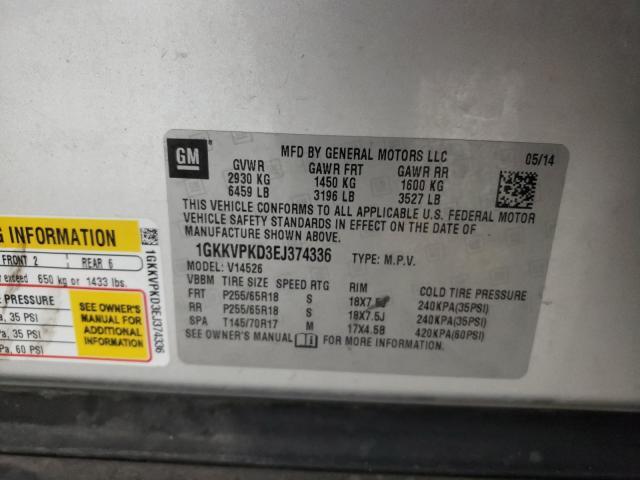 GM
MFD BY GENERAL MOTORS LLC 05/14
GVWR GAWR FRT GAWR RR
2930 KG 1450 KG 1600 KG
6459 LB 3196 LB 3527 LB
THIS VEHICLE CONFORMS TO ALL APPLICABLE U.S. FEDERAL MOTOR
VEHICLE SAFETY STANDARDS IN EFFECT ON THE DATE OF
MANUFACTURE SHOWN ABOVE.
1GKKVPKD3EJ374336 TYPE: M.P.V.
MODEL: V14526
VBBM TIRE SIZE SPEED RTG RIM COLD TIRE PRESSURE
FRT P255/65R18 S 18X7.5J 240KPA(35PSI)
RR P255/65R18 S 18X7.5J 240KPA(35PSI)
SPA T145/70R17 M 17X4.5B 420KPA(60PSI)
SEE OWNER'S MANUAL FOR MORE INFORMATION
G INFORMATION
FRONT 2 REAR 6
exceed 650 kg or 1433 lbs.
E PRESSURE
a, 35 PSI
a, 35 PSI
Pa, 60 PSI
SEE OWNER'S
MANUAL FOR
ADDITIONAL
INFORMATION
1GKKVPKD3EJ374336